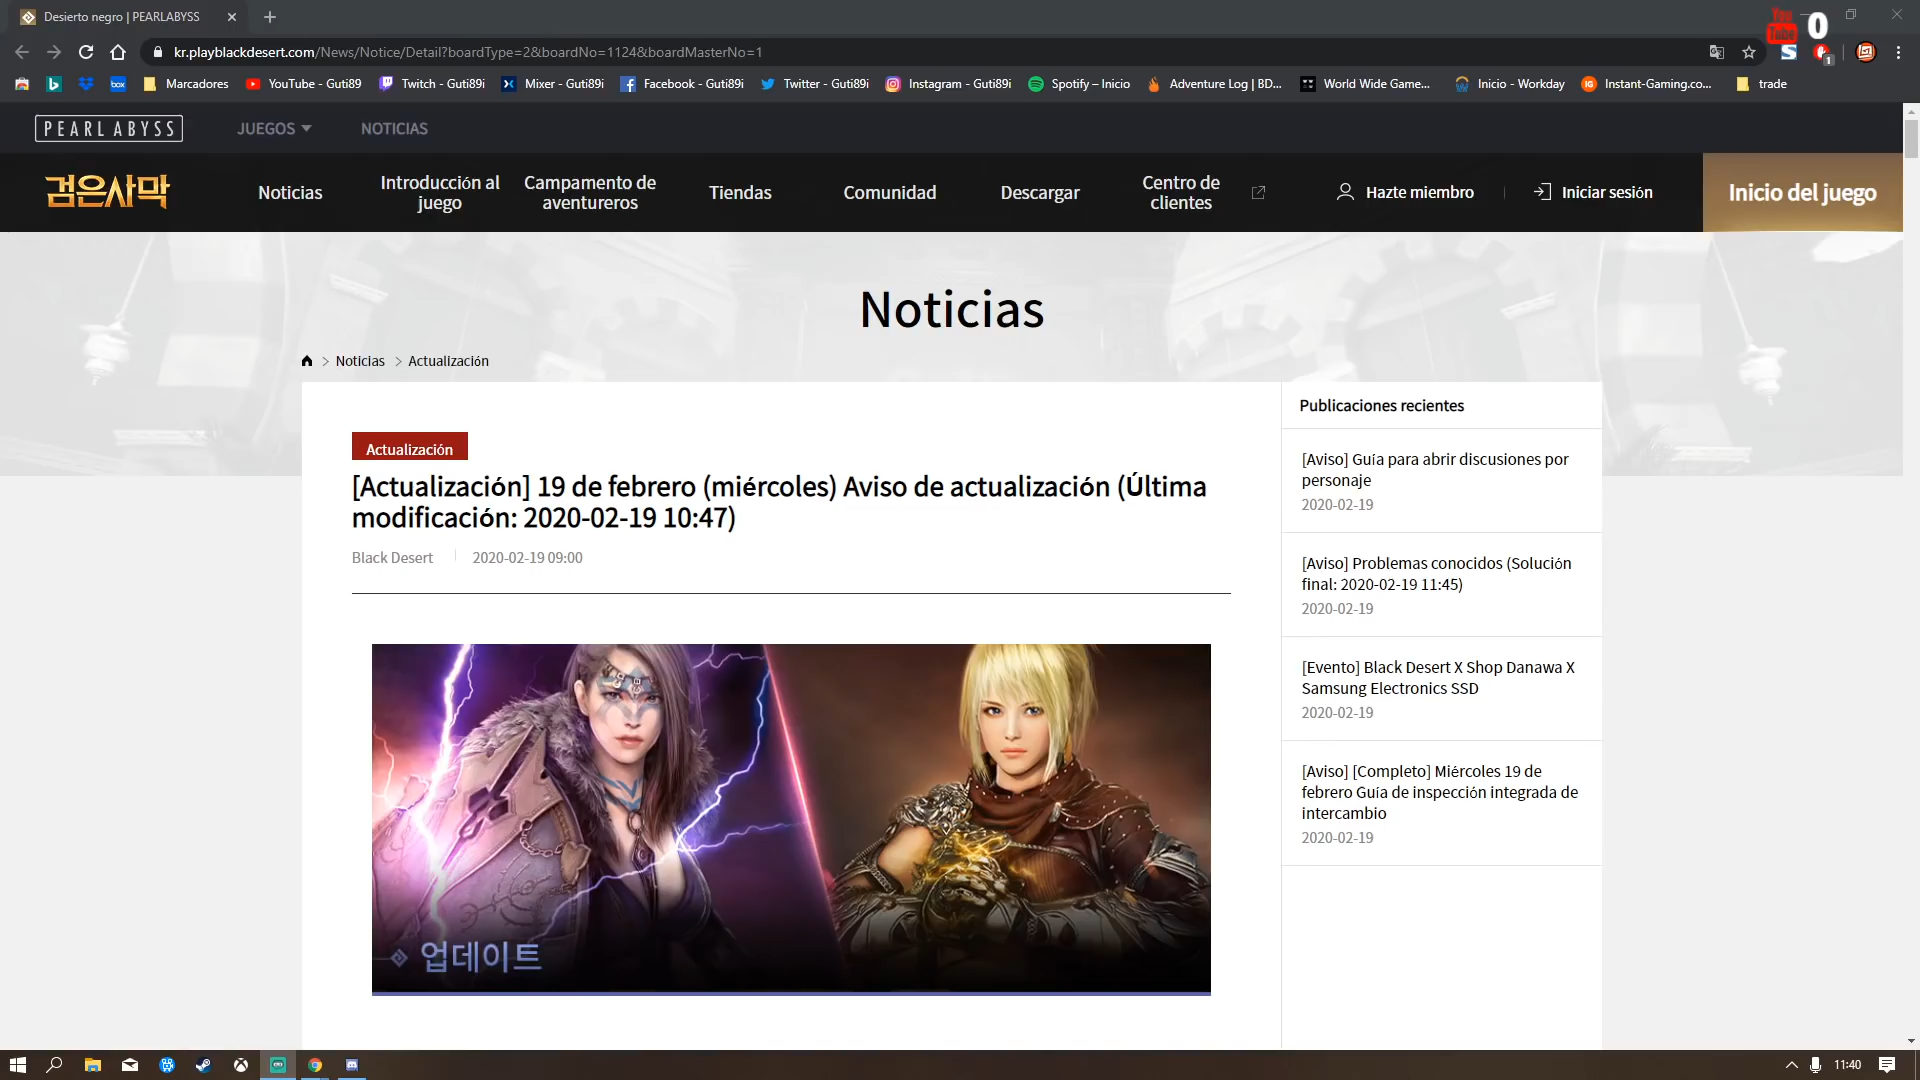 Desierto negro | PEARLABYSS
You
Tube
0
kr.playblackdesert.com/News/Notice/Detail?boardType=2&boardNo=1124&boardMasterNo=1
1
Marcadores
YouTube - Guti89
Twitch - Guti89i
Mixer - Guti89i
Facebook - Guti89i
Twitter - Guti89i
Instagram - Guti89i
Spotify – Inicio
Adventure Log | BD...
World Wide Game...
Inicio - Workday
Instant-Gaming.co...
trade
PEARL ABYSS
JUEGOS
NOTICIAS
검은사막
Noticias
Introducción al juego
Campamento de aventureros
Tiendas
Comunidad
Descargar
Centro de clientes
Hazte miembro
Iniciar sesión
Inicio del juego
Noticias
Noticias
Actualización
Actualización
[Actualización] 19 de febrero (miércoles) Aviso de actualización (Última
modificación: 2020-02-19 10:47)
Black Desert
2020-02-19 09:00
업데이트
Publicaciones recientes
[Aviso] Guía para abrir discusiones por
personaje
2020-02-19
[Aviso] Problemas conocidos (Solución
final: 2020-02-19 11:45)
2020-02-19
[Evento] Black Desert X Shop Danawa X
Samsung Electronics SSD
2020-02-19
[Aviso] [Completo] Miércoles 19 de
febrero Guía de inspección integrada de
intercambio
2020-02-19
11:40